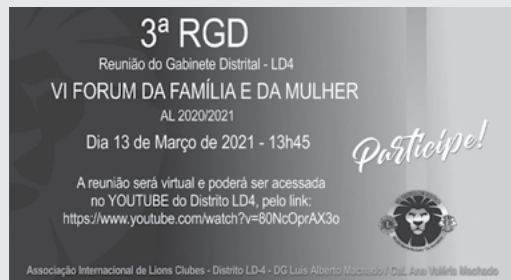 3ª RGD
Reunião do Gabinete Distrital - LD4
VI FORUM DA FAMÍLIA E DA MULHER
AL 2020/2021
Dia 13 de Março de 2021 - 13h45
Participe!
A reunião será virtual e poderá ser acessada
no YOUTUBE do Distrito LD4, pelo link:
https://www.youtube.com/watch?v=80NcOprAX3o
Associação Internacional de Lions Clubes - Distrito LD-4 - DG Luis Alberto Machado / CaL Ana Valéria Machado